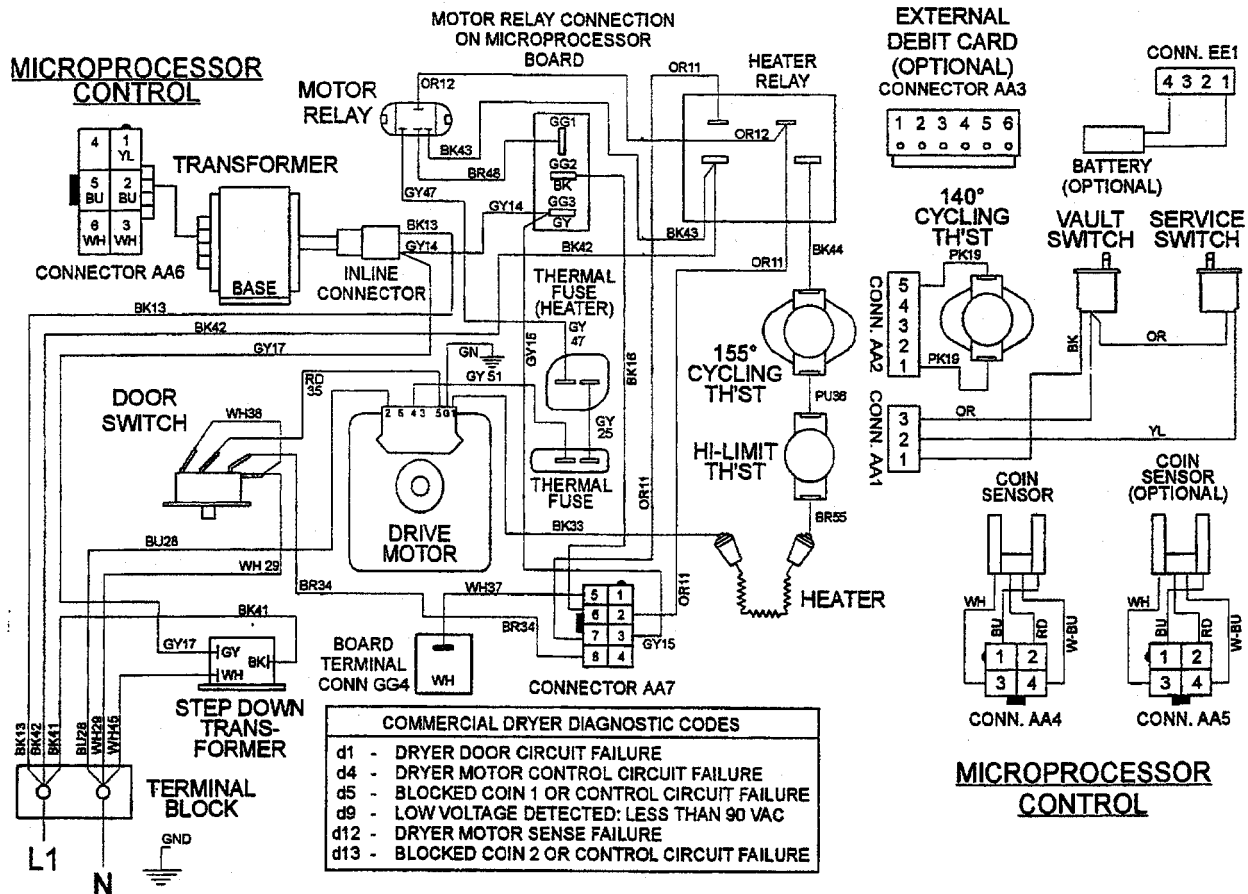 MICROPROCESSOR
CONTROL
4
1
YL
5
BU
2
BU
6
WH
3
WH
CONNECTOR AA6
TRANSFORMER
BASE
INLINE
CONNECTOR
BK13
GY14
MOTOR
RELAY
OR12
BK43
BR48
GY47
GY14
MOTOR RELAY CONNECTION
ON MICROPROCESSOR
BOARD
GG1
GG2
BK
GG3
GY
OR11
HEATER
RELAY
OR12
BK43
BK42
OR11
BK44
EXTERNAL
DEBIT CARD
(OPTIONAL)
CONNECTOR AA3
1 2 3 4 5 6
CONN. EE1
4 3 2 1
BATTERY
(OPTIONAL)
140°
CYCLING
TH'ST
PK19
PK19
CONN. AA2
5
4
3
2
1
VAULT
SWITCH
SERVICE
SWITCH
BK
OR
OR
YL
CONN. AA1
3
2
1
BK13
BK42
GY17
THERMAL
FUSE
(HEATER)
GY
47
GY15
BK16
GN
GY 51
RD
35
GY
25
THERMAL
FUSE
155°
CYCLING
TH'ST
PU36
HI-LIMIT
TH'ST
BR55
HEATER
DOOR
SWITCH
WH38
2 5 4 3 5 G 1
DRIVE
MOTOR
BK33
OR11
BU28
WH 29
BR34
BK41
WH37
BR34
OR11
GY15
5 1
6 2
7 3
8 4
CONNECTOR AA7
BOARD
TERMINAL
CONN GG4
WH
GY17
GY
BK
WH
STEP DOWN
TRANS-
FORMER
BK13
BK42
BK41
BU28
WH29
WH45
TERMINAL
BLOCK
L1
N
GND
COMMERCIAL DRYER DIAGNOSTIC CODES
d1 - DRYER DOOR CIRCUIT FAILURE
d4 - DRYER MOTOR CONTROL CIRCUIT FAILURE
d5 - BLOCKED COIN 1 OR CONTROL CIRCUIT FAILURE
d9 - LOW VOLTAGE DETECTED: LESS THAN 90 VAC
d12 - DRYER MOTOR SENSE FAILURE
d13 - BLOCKED COIN 2 OR CONTROL CIRCUIT FAILURE
COIN
SENSOR
WH
BU
RD
W-BU
1 2
3 4
CONN. AA4
COIN
SENSOR
(OPTIONAL)
WH
BU
RD
W-BU
1 2
3 4
CONN. AA5
MICROPROCESSOR
CONTROL